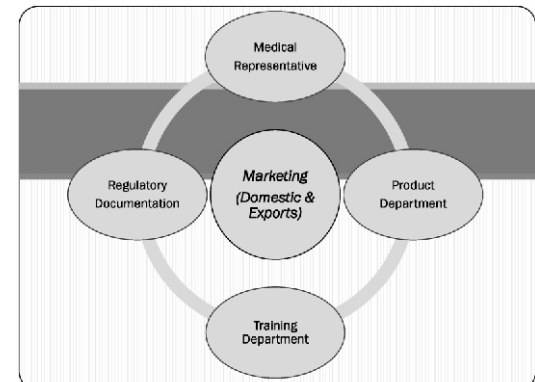 Medical
Representative
Regulatory
Documentation
Marketing
(Domestic &
Exports)
Product
Department
Training
Department